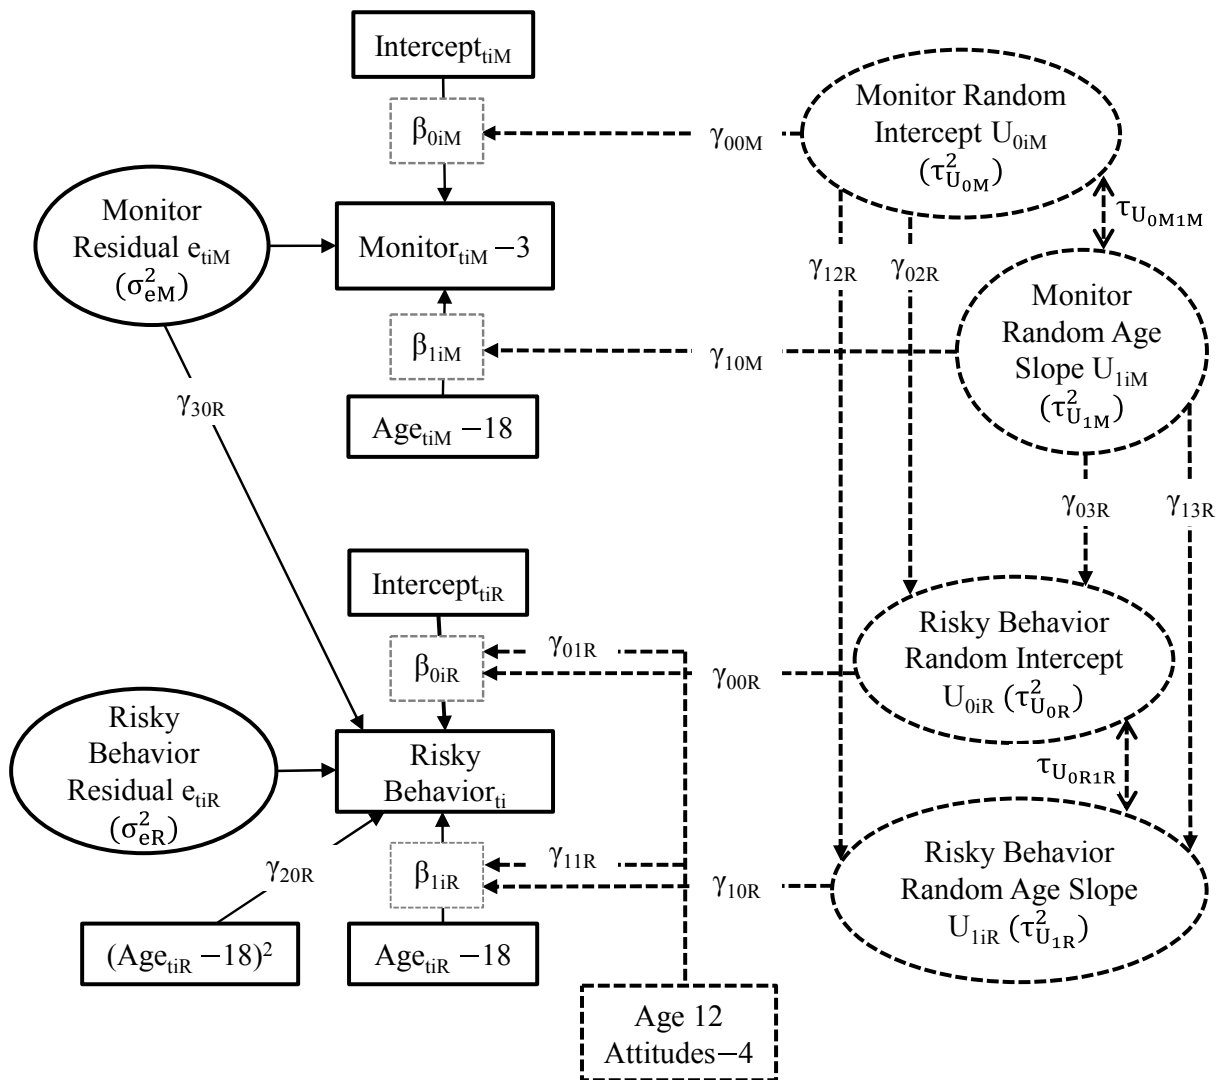 Intercept_tiM
β_0iM
γ_00M
Monitor Random
Intercept U_0iM
(τ²_U0M)
τ_U0M1M
Monitor
Residual e_tiM
(σ²_eM)
Monitor_tiM −3
γ_12R
γ_02R
Monitor
Random Age
Slope U_1iM
(τ²_U1M)
β_1iM
γ_10M
γ_30R
Age_tiM −18
γ_03R
γ_13R
Intercept_tiR
β_0iR
γ_01R
γ_00R
Risky Behavior
Random Intercept
U_0iR (τ²_U0R)
Risky
Behavior
Residual e_tiR
(σ²_eR)
Risky
Behavior_ti
τ_U0R1R
γ_20R
β_1iR
γ_11R
γ_10R
Risky Behavior
Random Age Slope
U_1iR (τ²_U1R)
(Age_tiR −18)²
Age_tiR −18
Age 12
Attitudes−4